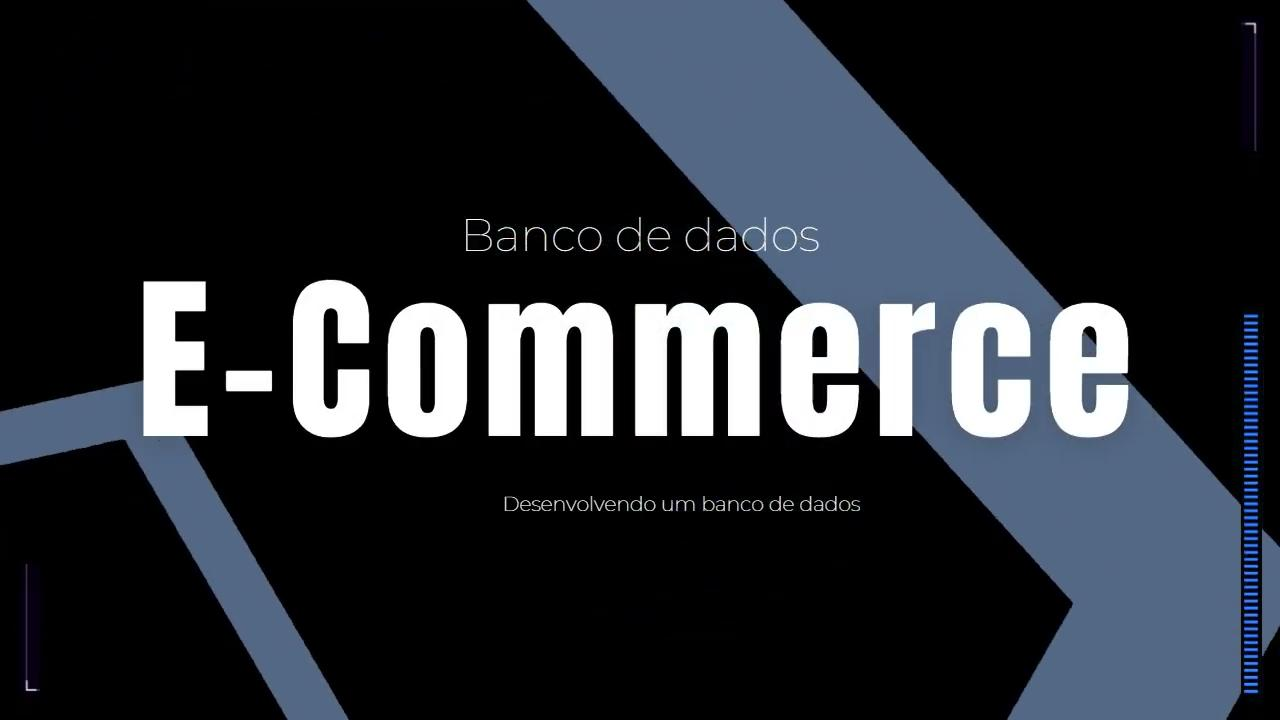 Banco de dados
E-Commerce
Desenvolvendo um banco de dados